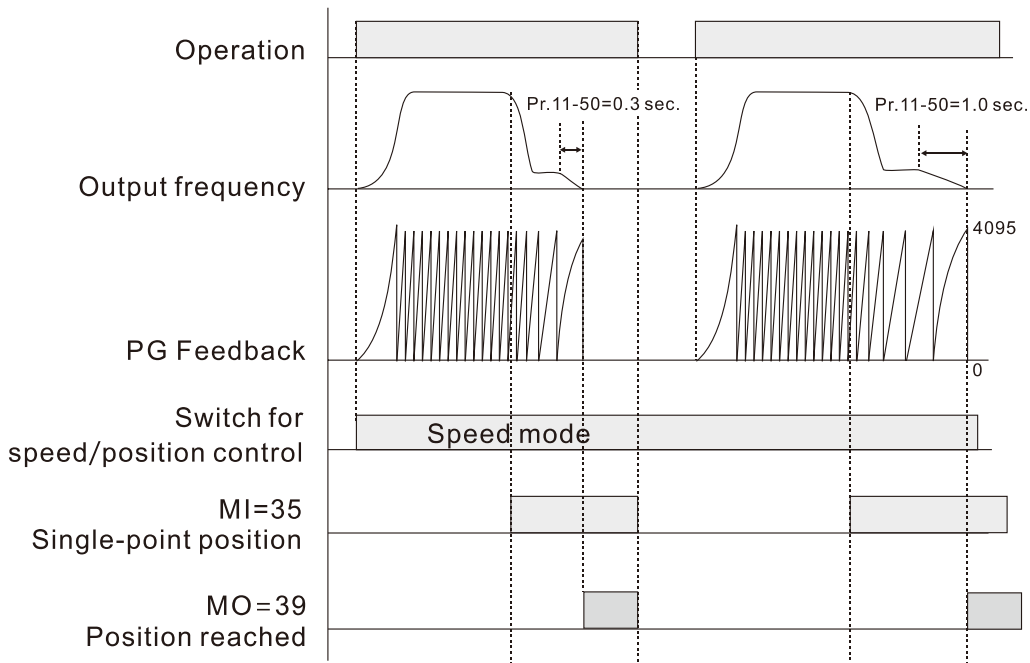 Operation
Pr.11-50=0.3 sec.
Pr.11-50=1.0 sec.
Output frequency
4095
PG Feedback
0
Switch for
speed/position control
Speed mode
MI=35
Single-point position
MO=39
Position reached